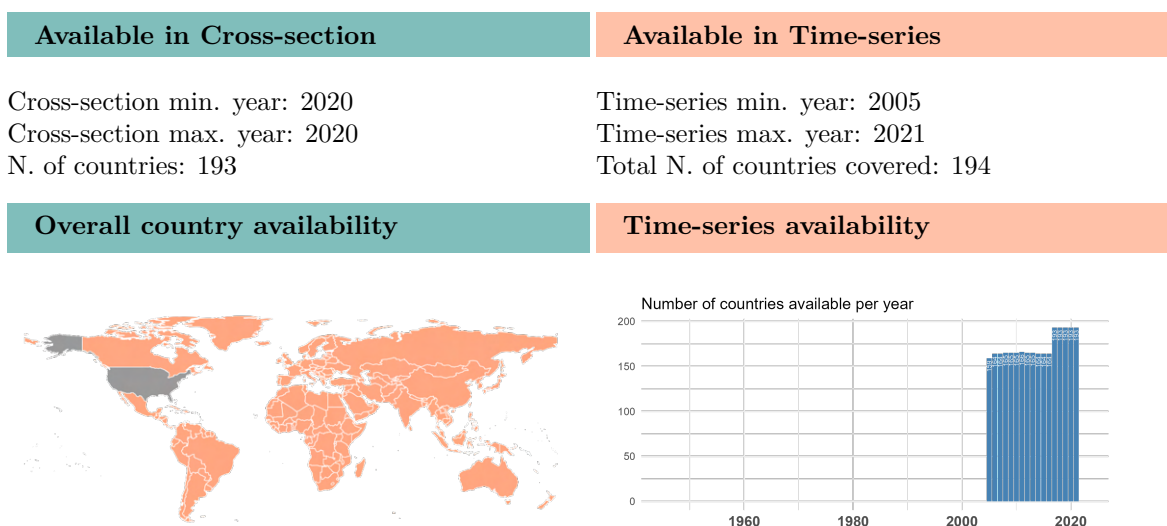 Available in Cross-section
Available in Time-series
Cross-section min. year: 2020
Cross-section max. year: 2020
N. of countries: 193
Time-series min. year: 2005
Time-series max. year: 2021
Total N. of countries covered: 194
Overall country availability
Time-series availability
Number of countries available per year
200
150
100
50
0
1960 1980 2000 2020